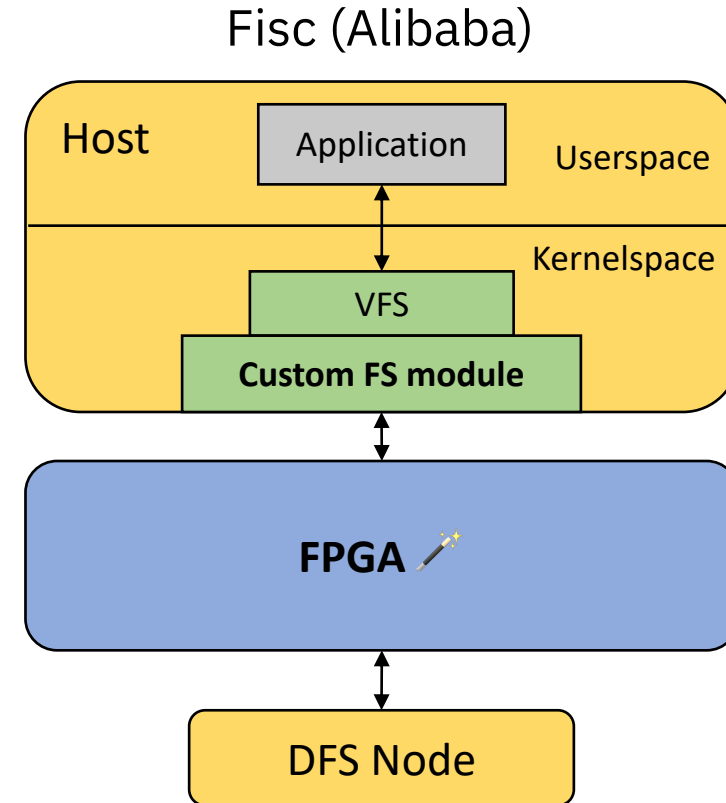 Fisc (Alibaba)
Host
Application
Userspace
Kernelspace
VFS
Custom FS module
FPGA 🪄
DFS Node